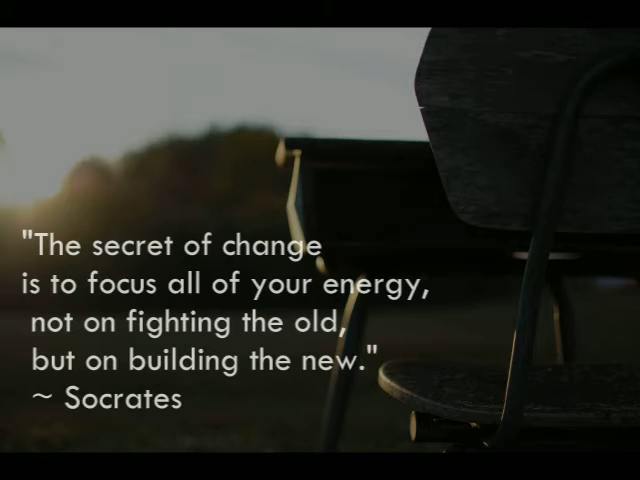 "The secret of change
is to focus all of your energy,
not on fighting the old,
but on building the new."
~ Socrates